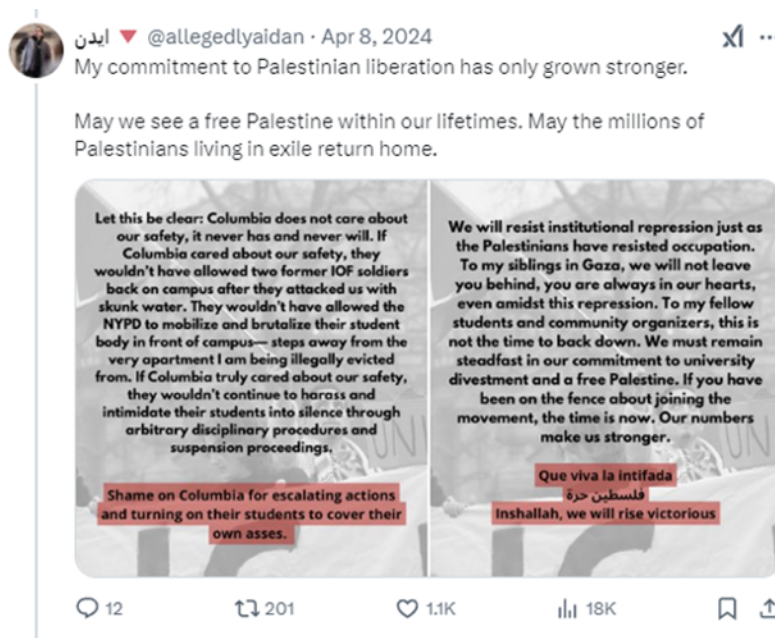 ايدن 🔻 @allegedlyaidan · Apr 8, 2024
My commitment to Palestinian liberation has only grown stronger.
May we see a free Palestine within our lifetimes. May the millions of
Palestinians living in exile return home.
Let this be clear: Columbia does not care about
our safety, it never has and never will. If
Columbia cared about our safety, they
wouldn't have allowed two former IOF soldiers
back on campus after they attacked us with
skunk water. They wouldn't have allowed the
NYPD to mobilize and brutalize their student
body in front of campus— steps away from the
very apartment I am being illegally evicted
from. If Columbia truly cared about our safety,
they wouldn't continue to harass and
intimidate their students into silence through
arbitrary disciplinary procedures and
suspension proceedings.
Shame on Columbia for escalating actions
and turning on their students to cover their
own asses.
We will resist institutional repression just as
the Palestinians have resisted occupation.
To my siblings in Gaza, we will not leave
you behind, you are always in our hearts,
even amidst this repression. To my fellow
students and community organizers, this is
not the time to back down. We must remain
steadfast in our commitment to university
divestment and a free Palestine. If you have
been on the fence about joining the
movement, the time is now. Our numbers
make us stronger.
Que viva la intifada
فلسطين حرة
Inshallah, we will rise victorious
12 201 1.1K 18K